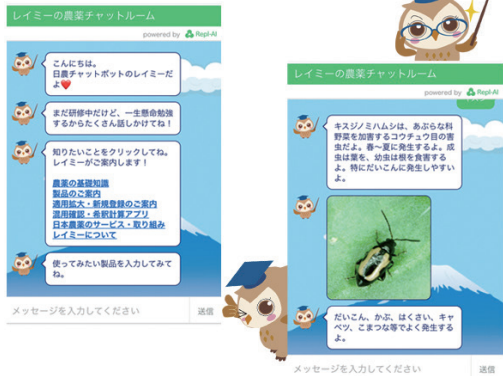 レイミーの農薬チャットルーム
powered by Repl-AI
こんにちは。
日農チャットボットのレイミーだ
よ❤
まだ研修中だけど、一生懸命勉強
するからたくさん話しかけてね！
知りたいことをクリックしてね。
レイミーがご案内します！
農薬の基礎知識
製品のご案内
適用拡大・新規登録のご案内
混用確認・希釈計算アプリ
日本農薬のサービス・取り組み
レイミーについて
使ってみたい製品を入力してみて
ね。
メッセージを入力してください
送信
レイミーの農薬チャットルーム
powered by Repl-AI
キスジノミハムシは、あぶらな科
野菜を加害するコウチュウ目の害
虫だよ。春～夏に発生するよ。成
虫は葉を、幼虫は根を食害する
よ。特にだいこんに発生しやすい
よ。
だいこん、かぶ、はくさい、キャ
ベツ、こまつな等でよく発生する
よ。
メッセージを入力してください
送信